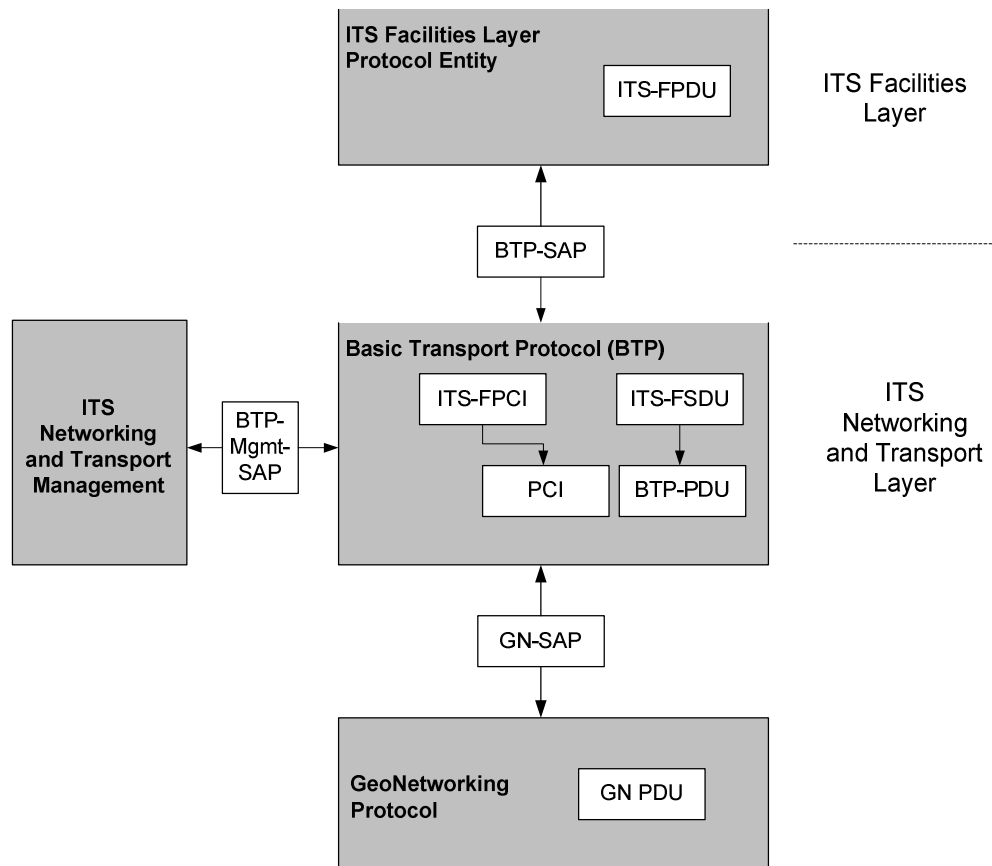 ITS Facilities Layer
Protocol Entity
ITS-FPDU
ITS Facilities
Layer
BTP-SAP
Basic Transport Protocol (BTP)
ITS-FPCI
ITS-FSDU
PCI
BTP-PDU
ITS
Networking
and Transport
Management
BTP-
Mgmt-
SAP
ITS
Networking
and Transport
Layer
GN-SAP
GeoNetworking
Protocol
GN PDU